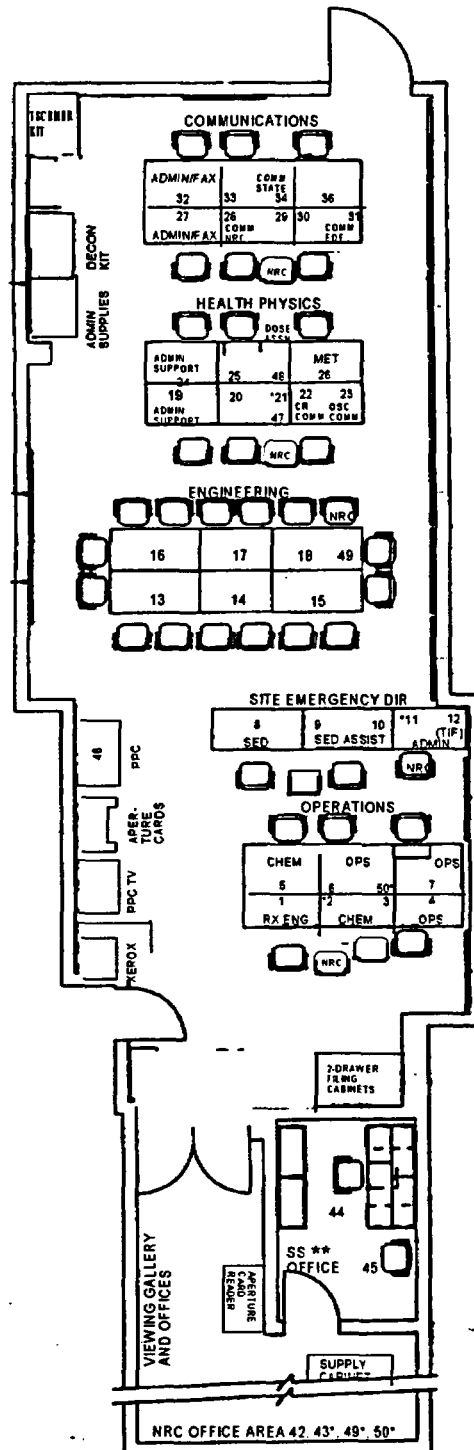 KIT
COMMUNICATIONS
ADMIN/FAX
COMM
STATE
32 33 34 36
27 26 29 30 31
ADMIN/FAX COMM
NRC
COMM
NRC
DECON
KIT
ADMIN
SUPPLIES
HEALTH PHYSICS
DOSE
ADMIN
SUPPORT
MET
24 25 48 26
19 20 *21 22 23
ADMIN
SUPPORT
47
CR
COMM
OSC
COMM
NRC
ENGINEERING
NRC
16 17 18 49
13 14 15
SITE EMERGENCY DIR
8 9 10 *11 12
(TIF)
SED SED ASSIST ADMIN
NRC
46
PPC
APER-
TURE
CARDS
PPC TV
XEROX
OPERATIONS
CHEM OPS OPS
5 6 50* 7
1 *2 3 4
RX ENG CHEM OPS
NRC
2-DRAWER
FILING
CABINETS
44
SS **
OFFICE
45
VIEWING GALLERY
AND OFFICES
APERTURE
CARD
READER
SUPPLY
CABINET
NRC OFFICE AREA 42, 43*, 49*, 50*